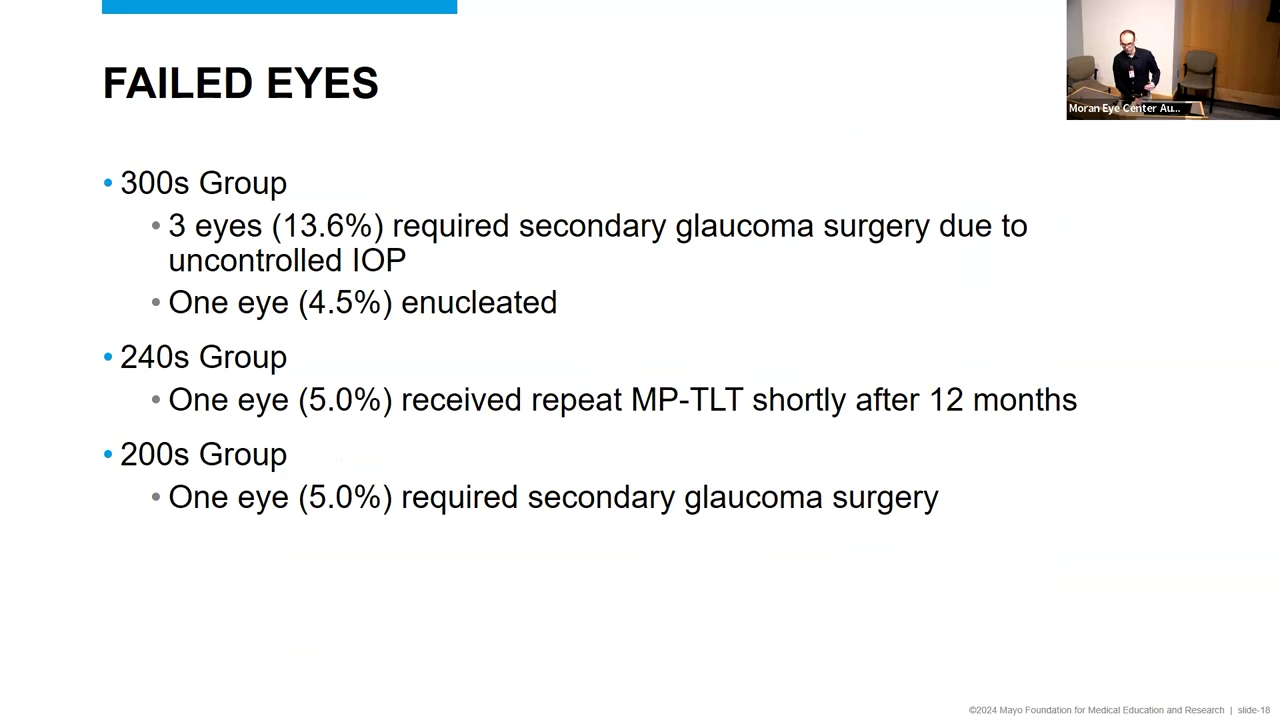 FAILED EYES
Moran Eye Center Au...
• 300s Group
• 3 eyes (13.6%) required secondary glaucoma surgery due to
uncontrolled IOP
• One eye (4.5%) enucleated
• 240s Group
• One eye (5.0%) received repeat MP-TLT shortly after 12 months
• 200s Group
• One eye (5.0%) required secondary glaucoma surgery
©2024 Mayo Foundation for Medical Education and Research | slide-18